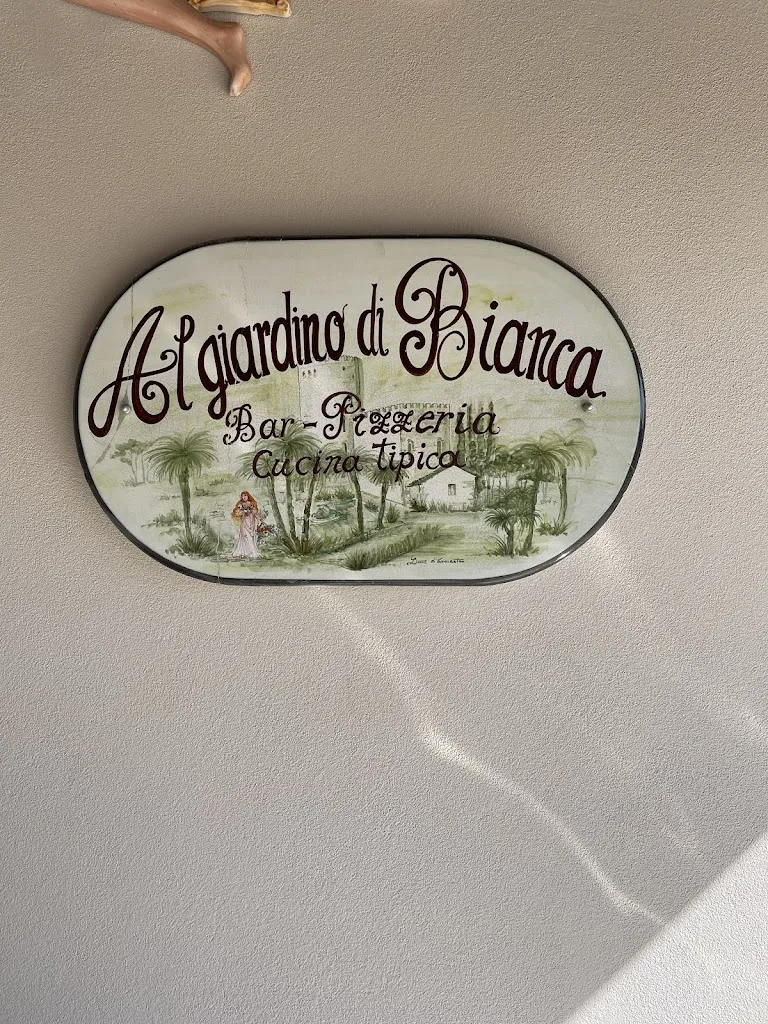 Al giardino di Bianca
Bar-Pizzeria
Cucina tipica